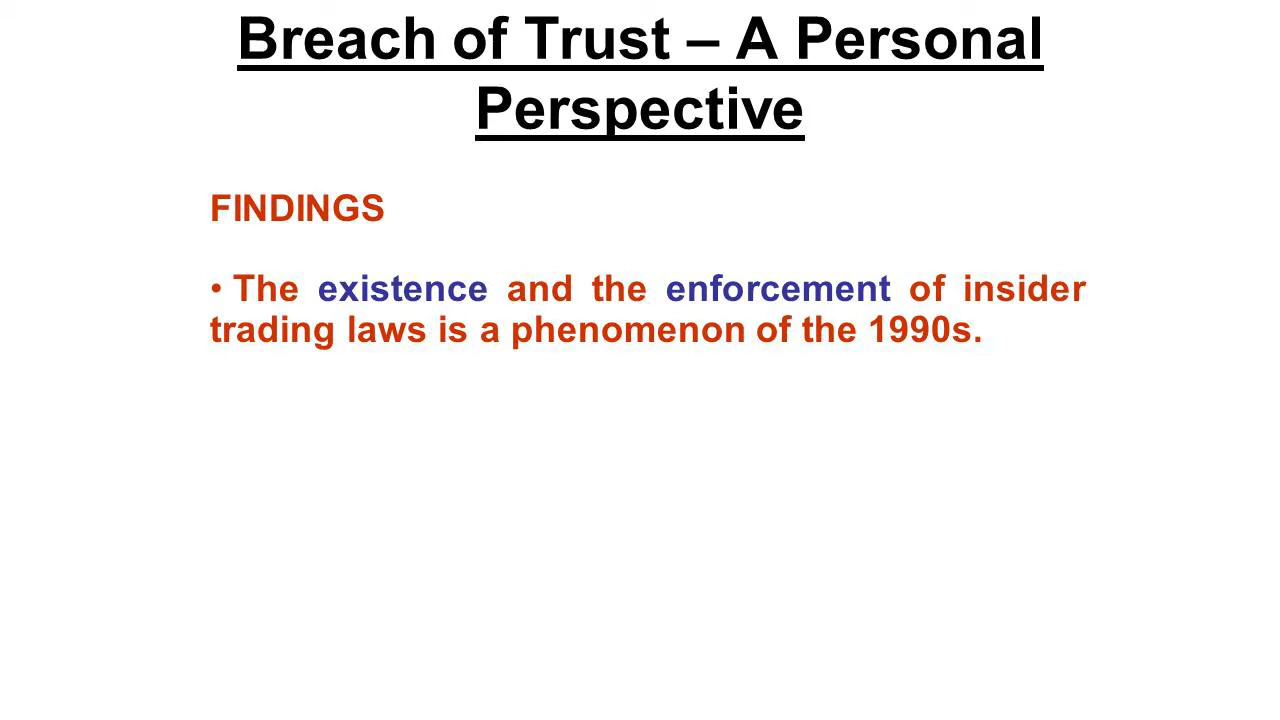 Breach of Trust – A Personal
Perspective
FINDINGS
• The existence and the enforcement of insider
trading laws is a phenomenon of the 1990s.